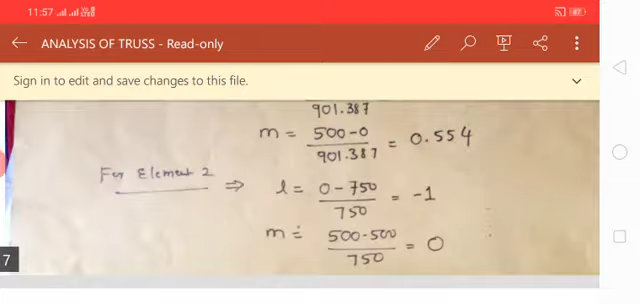 11:57
ANALYSIS OF TRUSS - Read-only
Sign in to edit and save changes to this file.
901.387
m = 500-0 / 901.387 = 0.554
For Element 2 ⇒ l = 0-750 / 750 = -1
m = 500-500 / 750 = 0
7